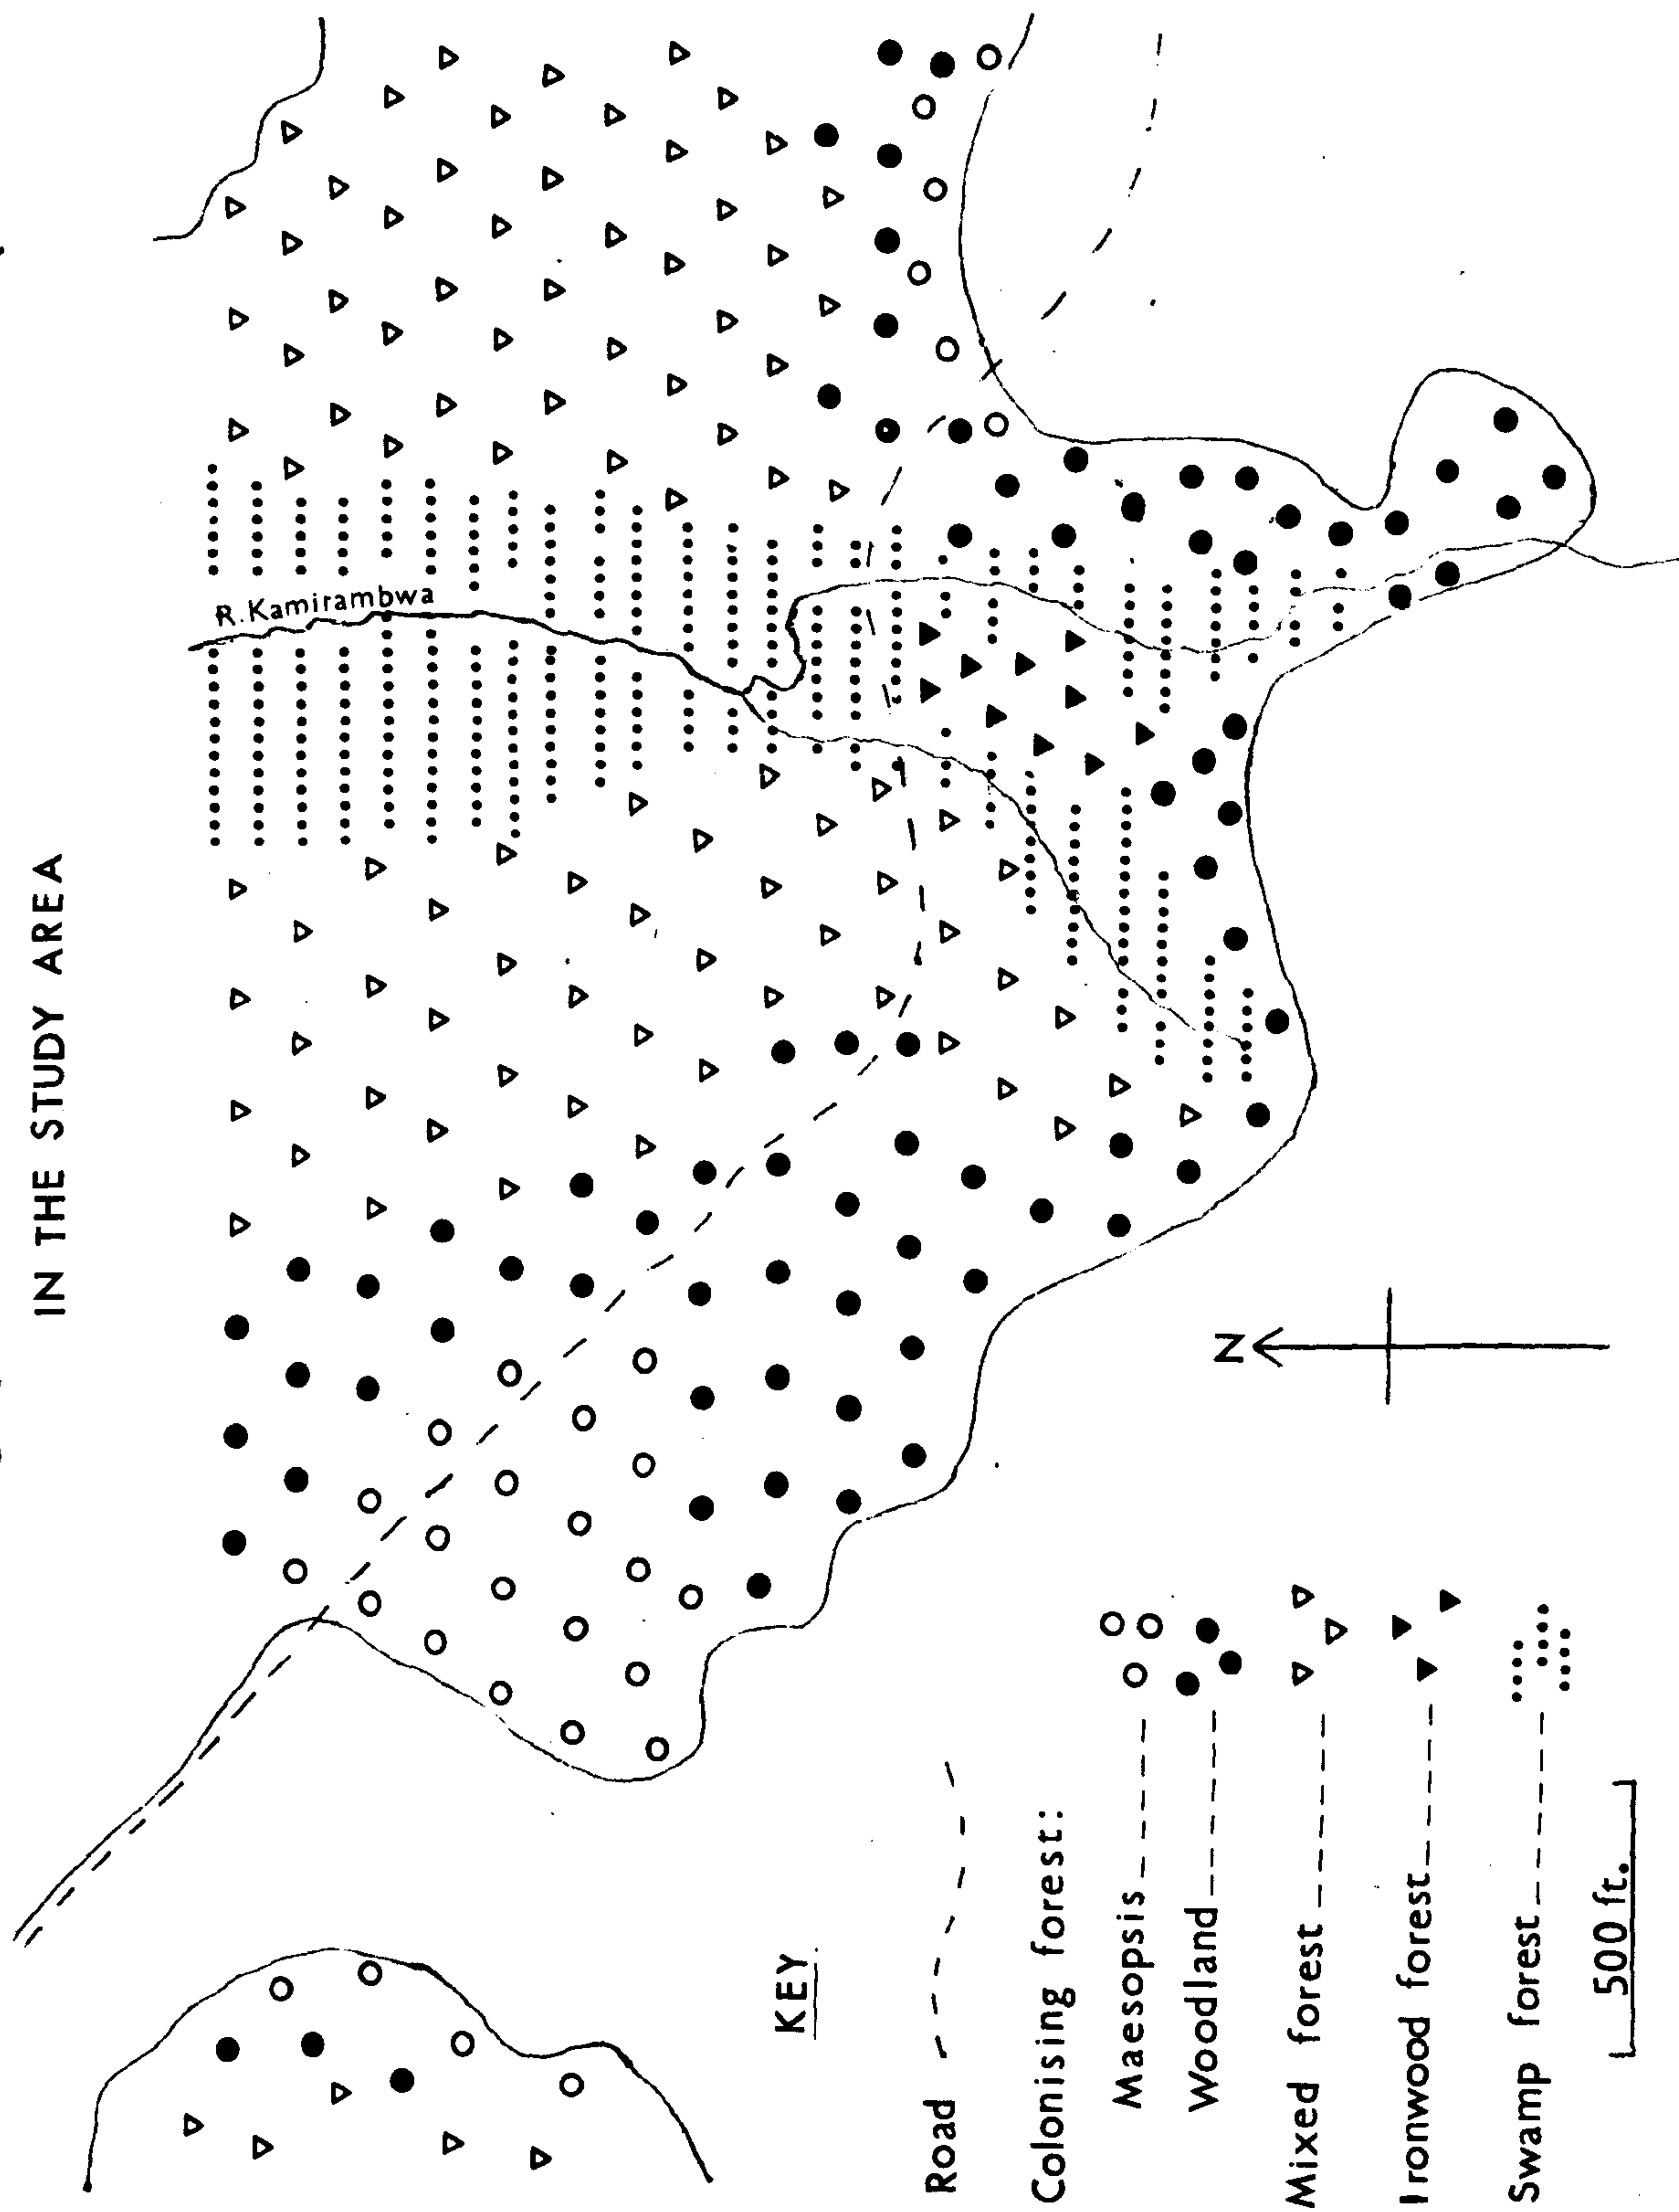 IN THE STUDY AREA
R. Kamirambwa
N
KEY
Road
Colonising forest:
Maesopsis
Woodland
Mixed forest
Ironwood forest
Swamp forest
500 ft.